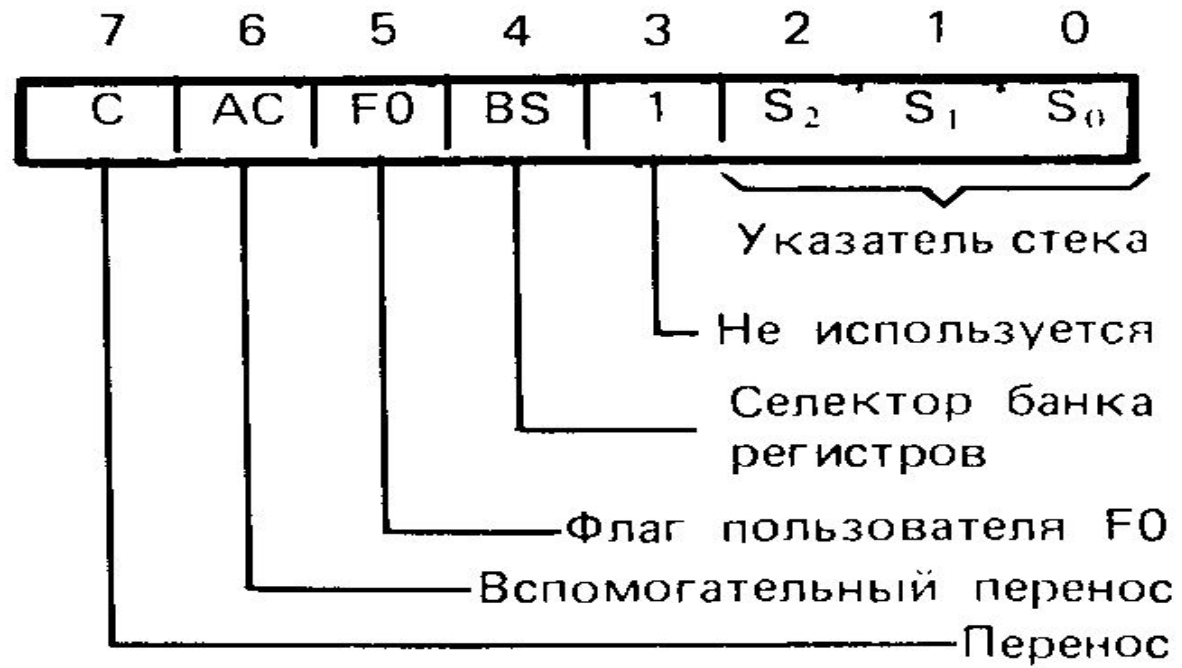 7 6 5 4 3 2 1 0
C AC F0 BS 1 S₂ S₁ S₀
Указатель стека
Не используется
Селектор банка
регистров
Флаг пользователя F0
Вспомогательный перенос
Перенос